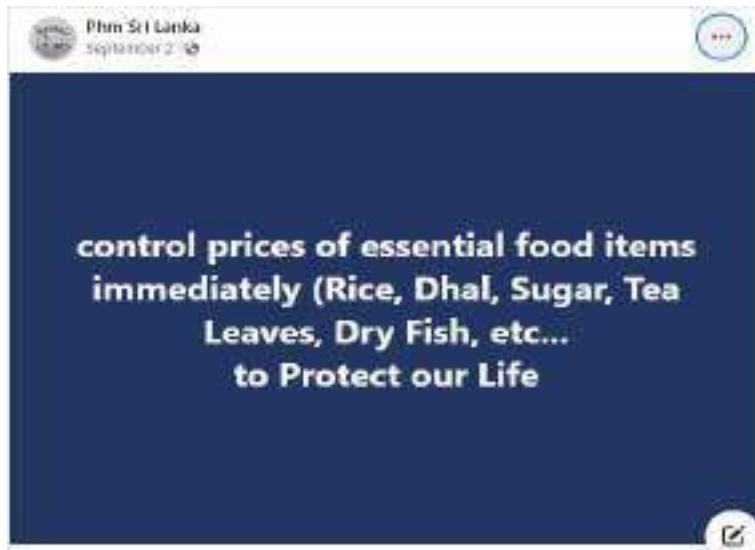 Phm Sri Lanka
September 2
control prices of essential food items
immediately (Rice, Dhal, Sugar, Tea
Leaves, Dry Fish, etc...
to Protect our Life